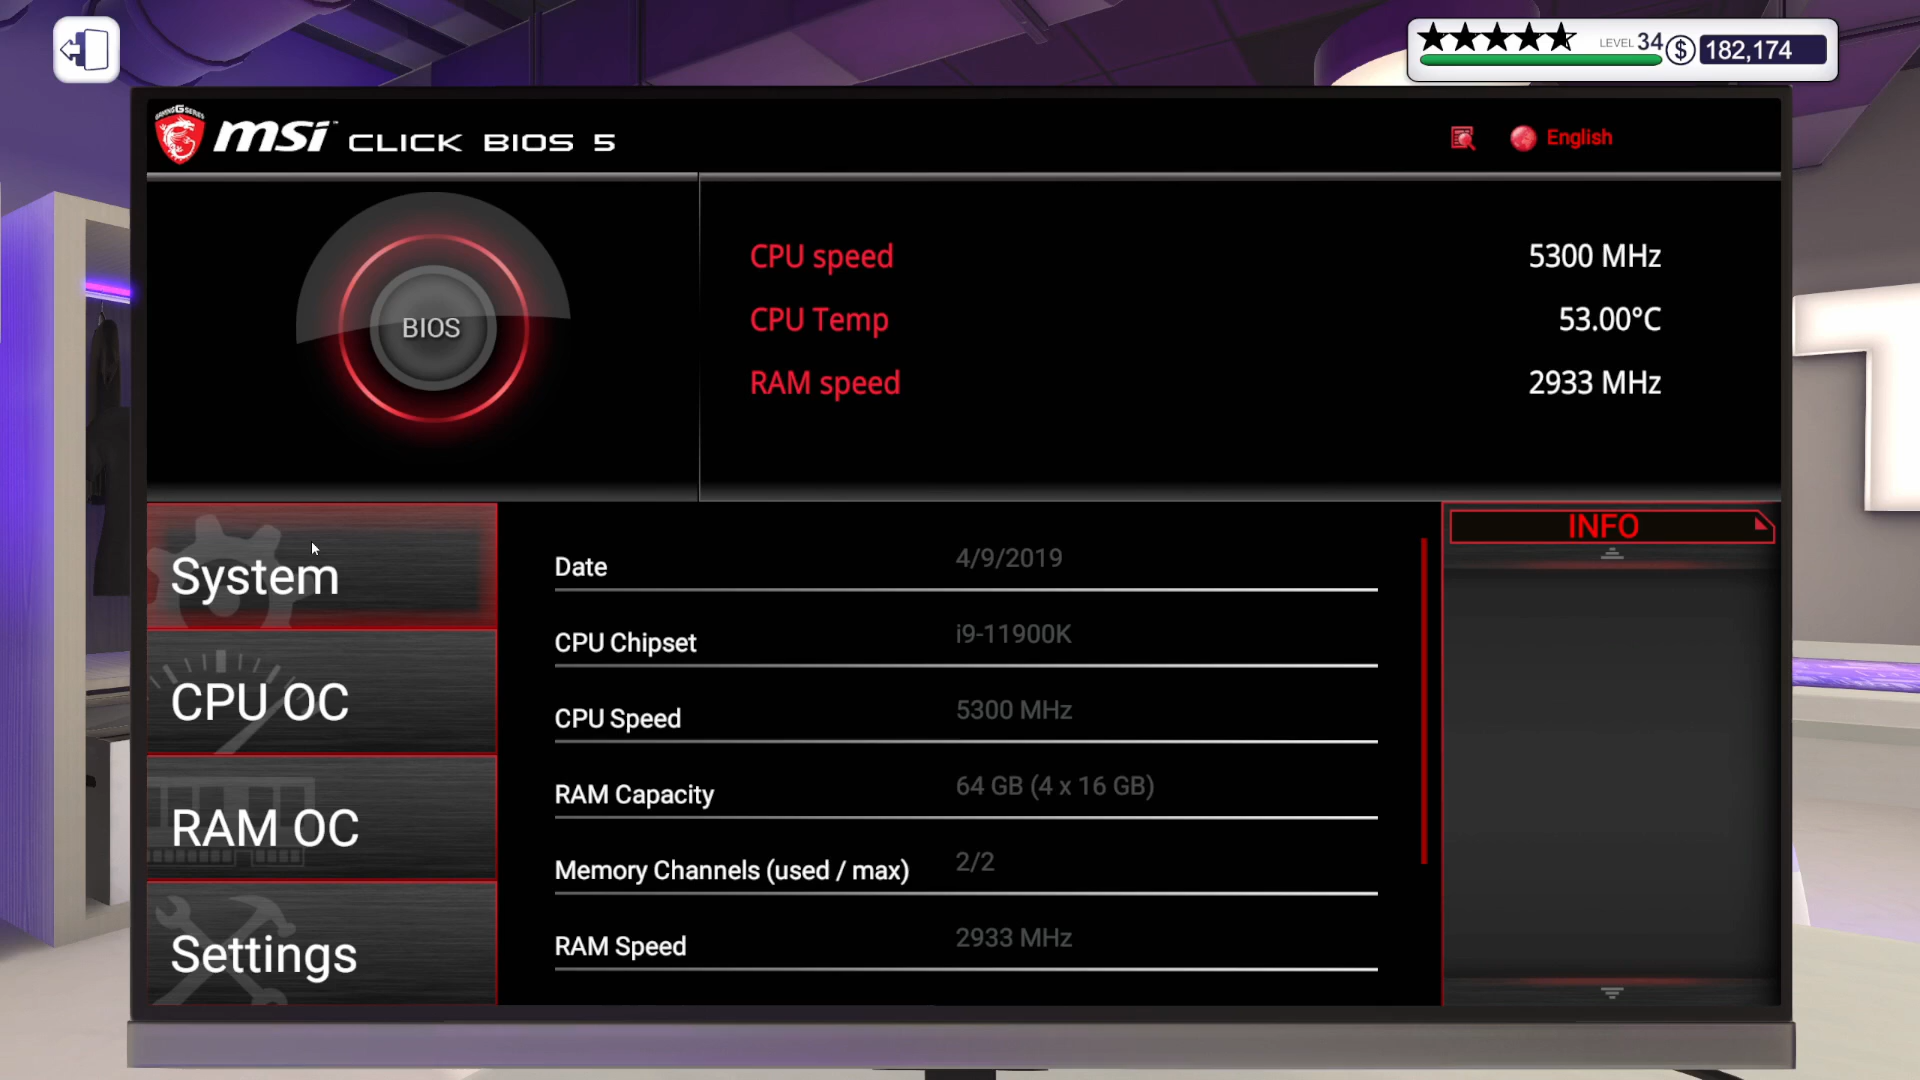 LEVEL 34 $ 182,174
GAMING G SERIES
msi CLICK BIOS 5
English
BIOS
CPU speed 5300 MHz
CPU Temp 53.00°C
RAM speed 2933 MHz
System
CPU OC
RAM OC
Settings
Date 4/9/2019
CPU Chipset i9-11900K
CPU Speed 5300 MHz
RAM Capacity 64 GB (4 x 16 GB)
Memory Channels (used / max) 2/2
RAM Speed 2933 MHz
INFO
T